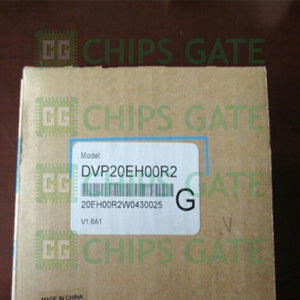 CHIPS GATE
CHIPS GATE
CHIPS GATE
CHIPS GATE
Model:
DVP20EH00R2
20EH00R2W0430025
G
V1.6A1
V
MADE IN CHINA